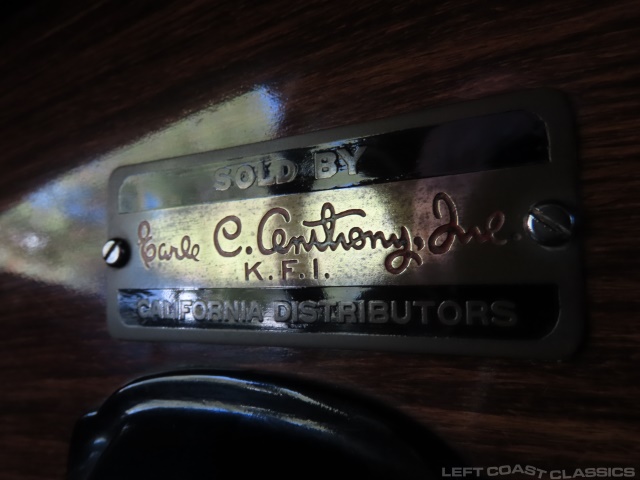 SOLD BY
Earle C. Anthony, Inc.
K.F.I.
CALIFORNIA DISTRIBUTORS
LEFT COAST CLASSICS